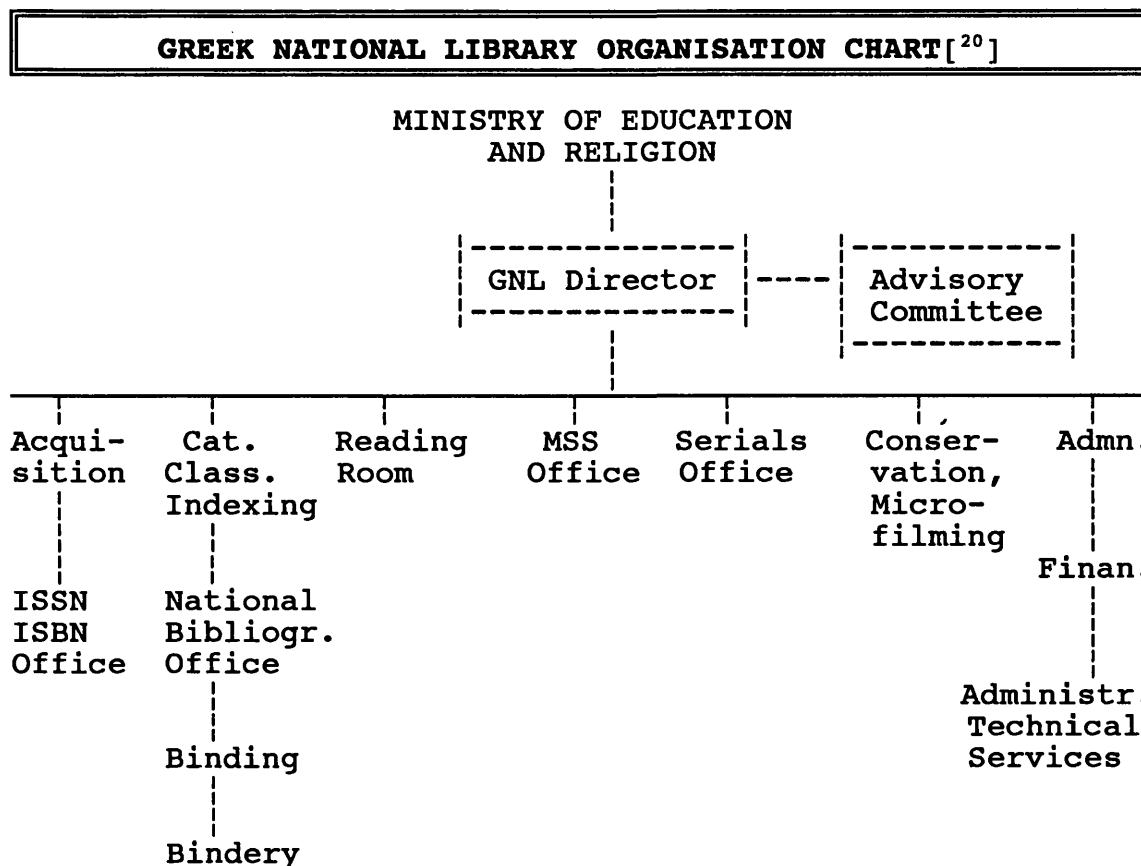 GREEK NATIONAL LIBRARY ORGANISATION CHART[20]
MINISTRY OF EDUCATION
AND RELIGION
GNL Director
Advisory
Committee
Acqui-
sition
Cat.
Class.
Indexing
Reading
Room
MSS
Office
Serials
Office
Conser-
vation,
Micro-
filming
Admn.
ISSN
ISBN
Office
National
Bibliogr.
Office
Binding
Bindery
Finan.
Administr.
Technical
Services